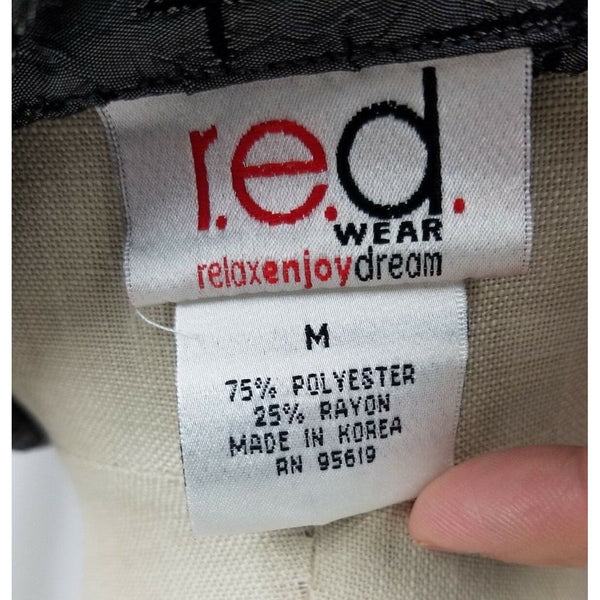 r.e.d.
WEAR
relaxenjoydream
M
75% POLYESTER
25% RAYON
MADE IN KOREA
RN 95619